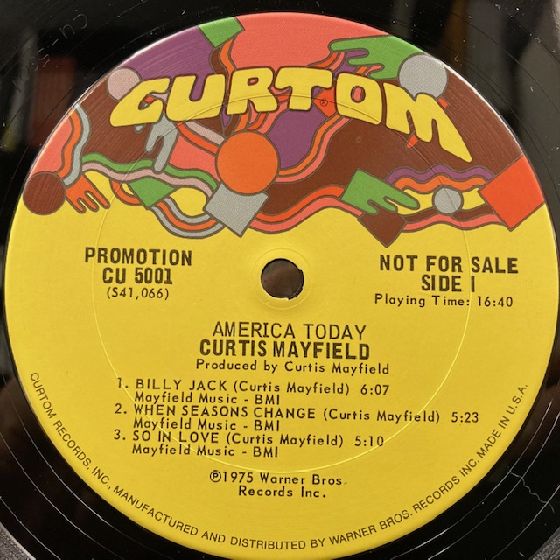 CURTOM
PROMOTION
CU 5001
(S41,066)
NOT FOR SALE
SIDE 1
Playing Time: 16:40
AMERICA TODAY
CURTIS MAYFIELD
Produced by Curtis Mayfield
1. BILLY JACK (Curtis Mayfield) 6:07
Mayfield Music - BMI
2. WHEN SEASONS CHANGE (Curtis Mayfield) 5:23
Mayfield Music - BMI
3. SO IN LOVE (Curtis Mayfield) 5:10
Mayfield Music - BMI
℗1975 Warner Bros.
Records Inc.
CURTOM RECORDS, INC., MANUFACTURED AND DISTRIBUTED BY WARNER BROS. RECORDS INC. MADE IN U.S.A.